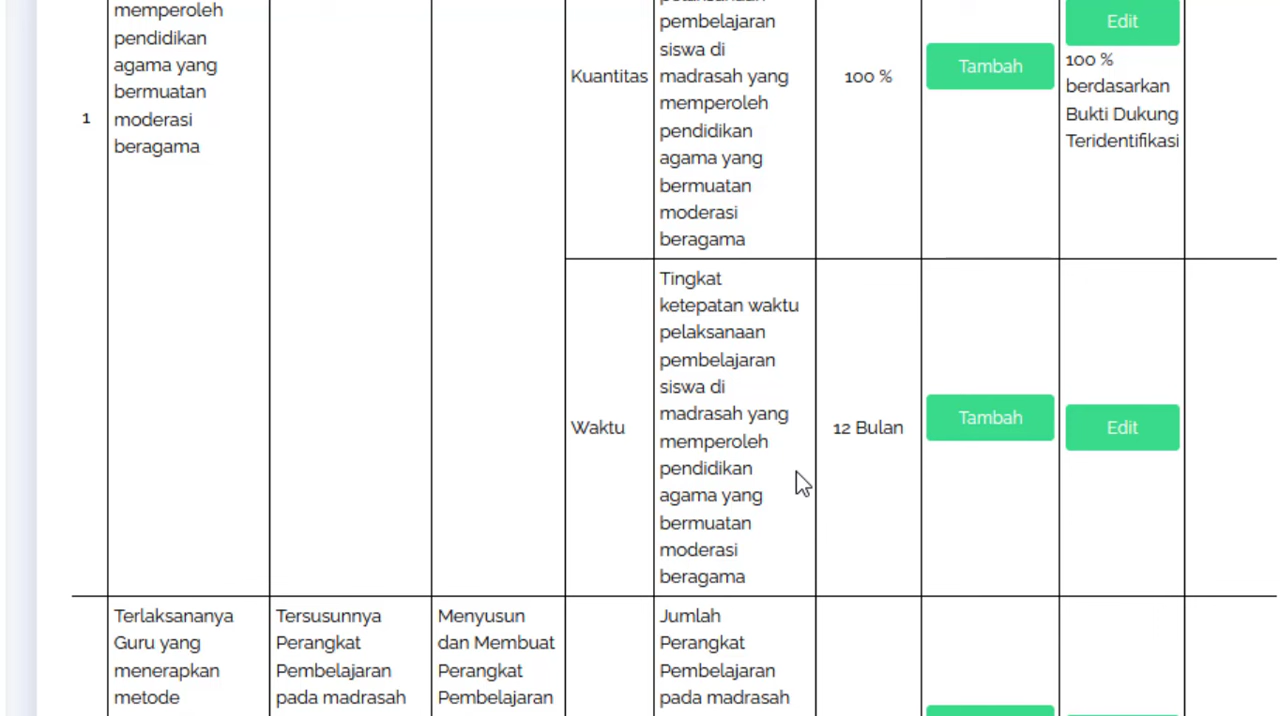 memperoleh
pendidikan
agama yang
bermuatan
moderasi
beragama
1
Kuantitas
pembelajaran
siswa di
madrasah yang
memperoleh
pendidikan
agama yang
bermuatan
moderasi
beragama
100 %
Tambah
Edit
100 %
berdasarkan
Bukti Dukung
Teridentifikasi
Waktu
Tingkat
ketepatan waktu
pelaksanaan
pembelajaran
siswa di
madrasah yang
memperoleh
pendidikan
agama yang
bermuatan
moderasi
beragama
12 Bulan
Tambah
Edit
Terlaksananya
Guru yang
menerapkan
metode
Tersusunnya
Perangkat
Pembelajaran
pada madrasah
Menyusun
dan Membuat
Perangkat
Pembelajaran
Jumlah
Perangkat
Pembelajaran
pada madrasah